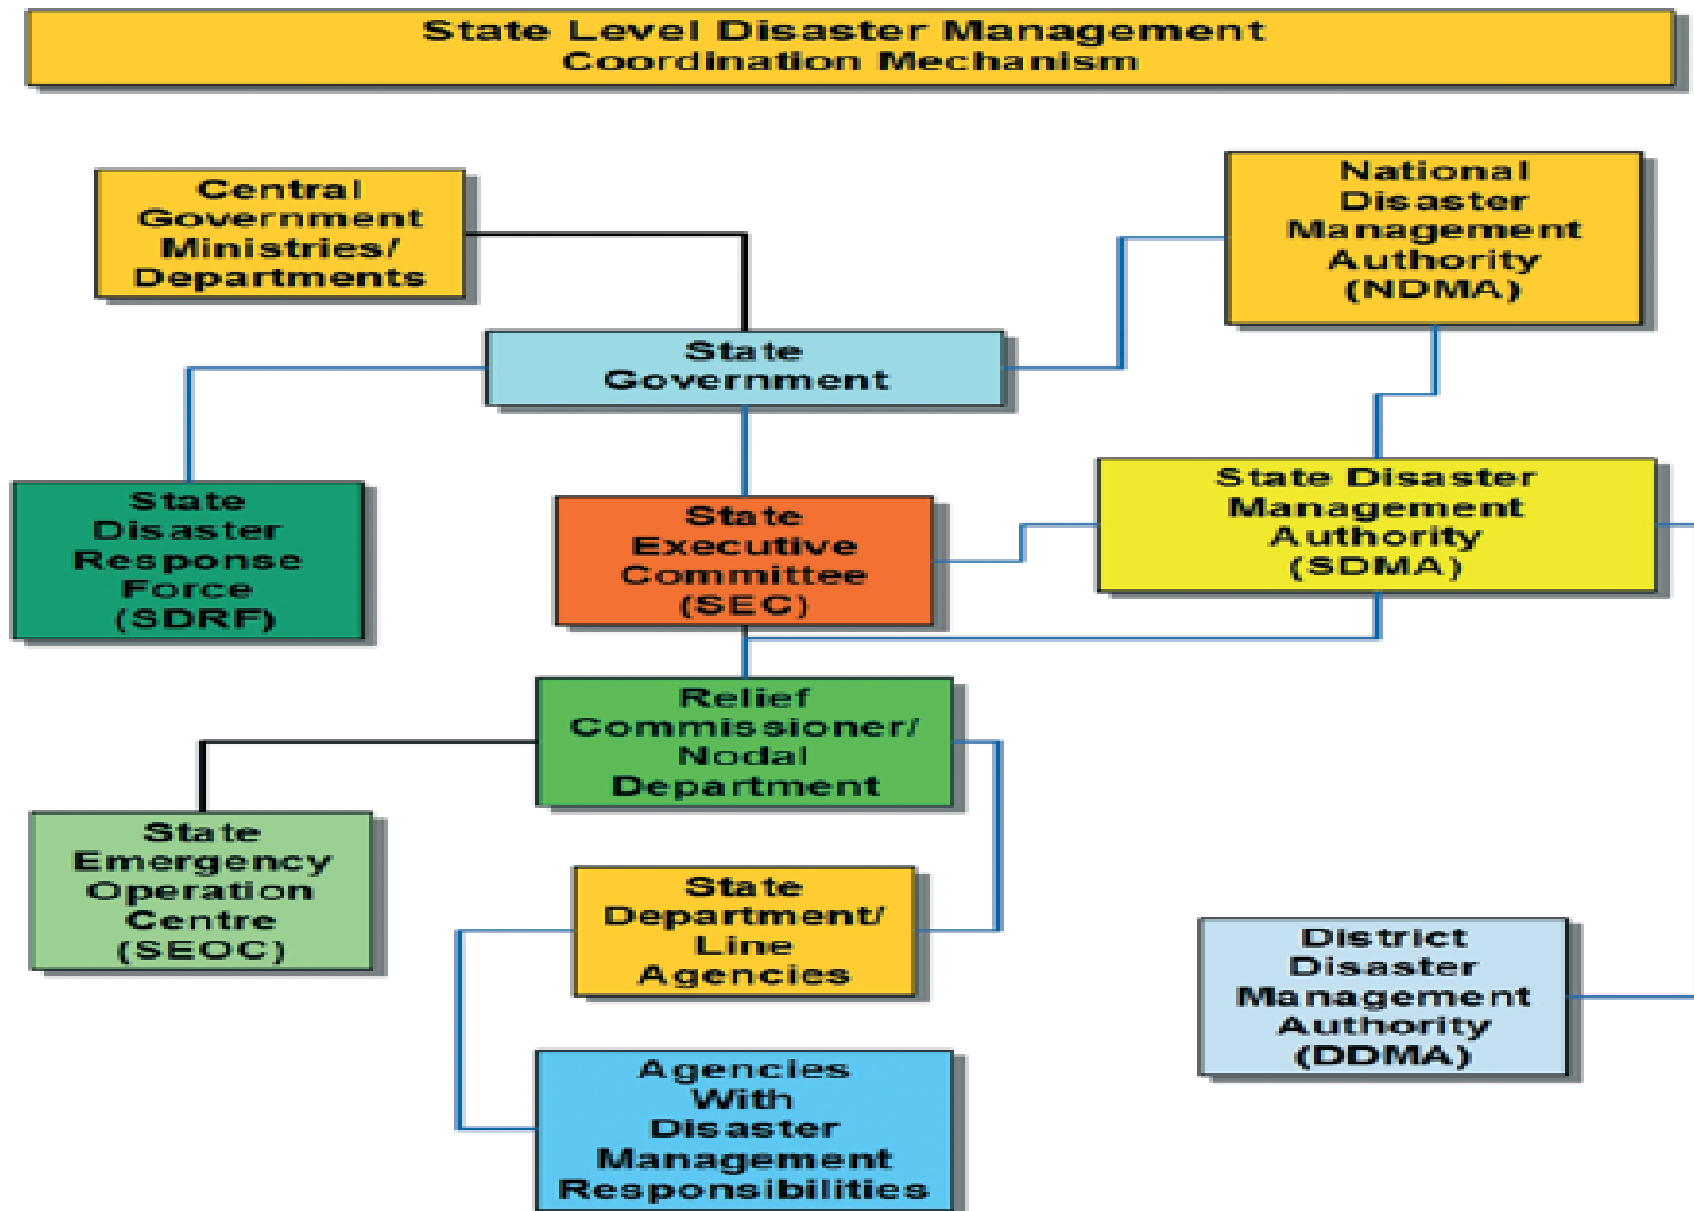 State Level Disaster Management
Coordination Mechanism
Central
Government
Ministries/
Departments
National
Disaster
Management
Authority
(NDMA)
State
Government
State
Disaster
Response
Force
(SDRF)
State
Executive
Committee
(SEC)
State Disaster
Management
Authority
(SDMA)
Relief
Commissioner/
Nodal
Department
State
Emergency
Operation
Centre
(SEOC)
State
Department/
Line
Agencies
District
Disaster
Management
Authority
(DDMA)
Agencies
With
Disaster
Management
Responsibilities